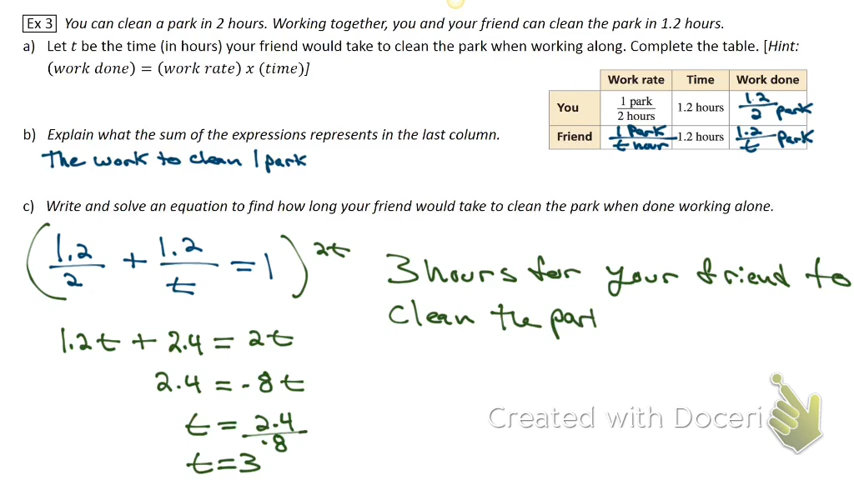 Ex 3 You can clean a park in 2 hours. Working together, you and your friend can clean the park in 1.2 hours.
a) Let t be the time (in hours) your friend would take to clean the park when working along. Complete the table. [Hint:
(work done) = (work rate) x (time)]
Work rate Time Work done
You 1 park / 2 hours 1.2 hours 1.2/2 park
Friend 1 Park / t hour 1.2 hours 1.2/t Park
b) Explain what the sum of the expressions represents in the last column.
The work to clean 1 park
c) Write and solve an equation to find how long your friend would take to clean the park when done working alone.
(1.2/2 + 1.2/t = 1) 2t
3 hours for your friend to
clean the part
1.2t + 2.4 = 2t
2.4 = .8t
t = 2.4/.8
t = 3
Created with Doceri